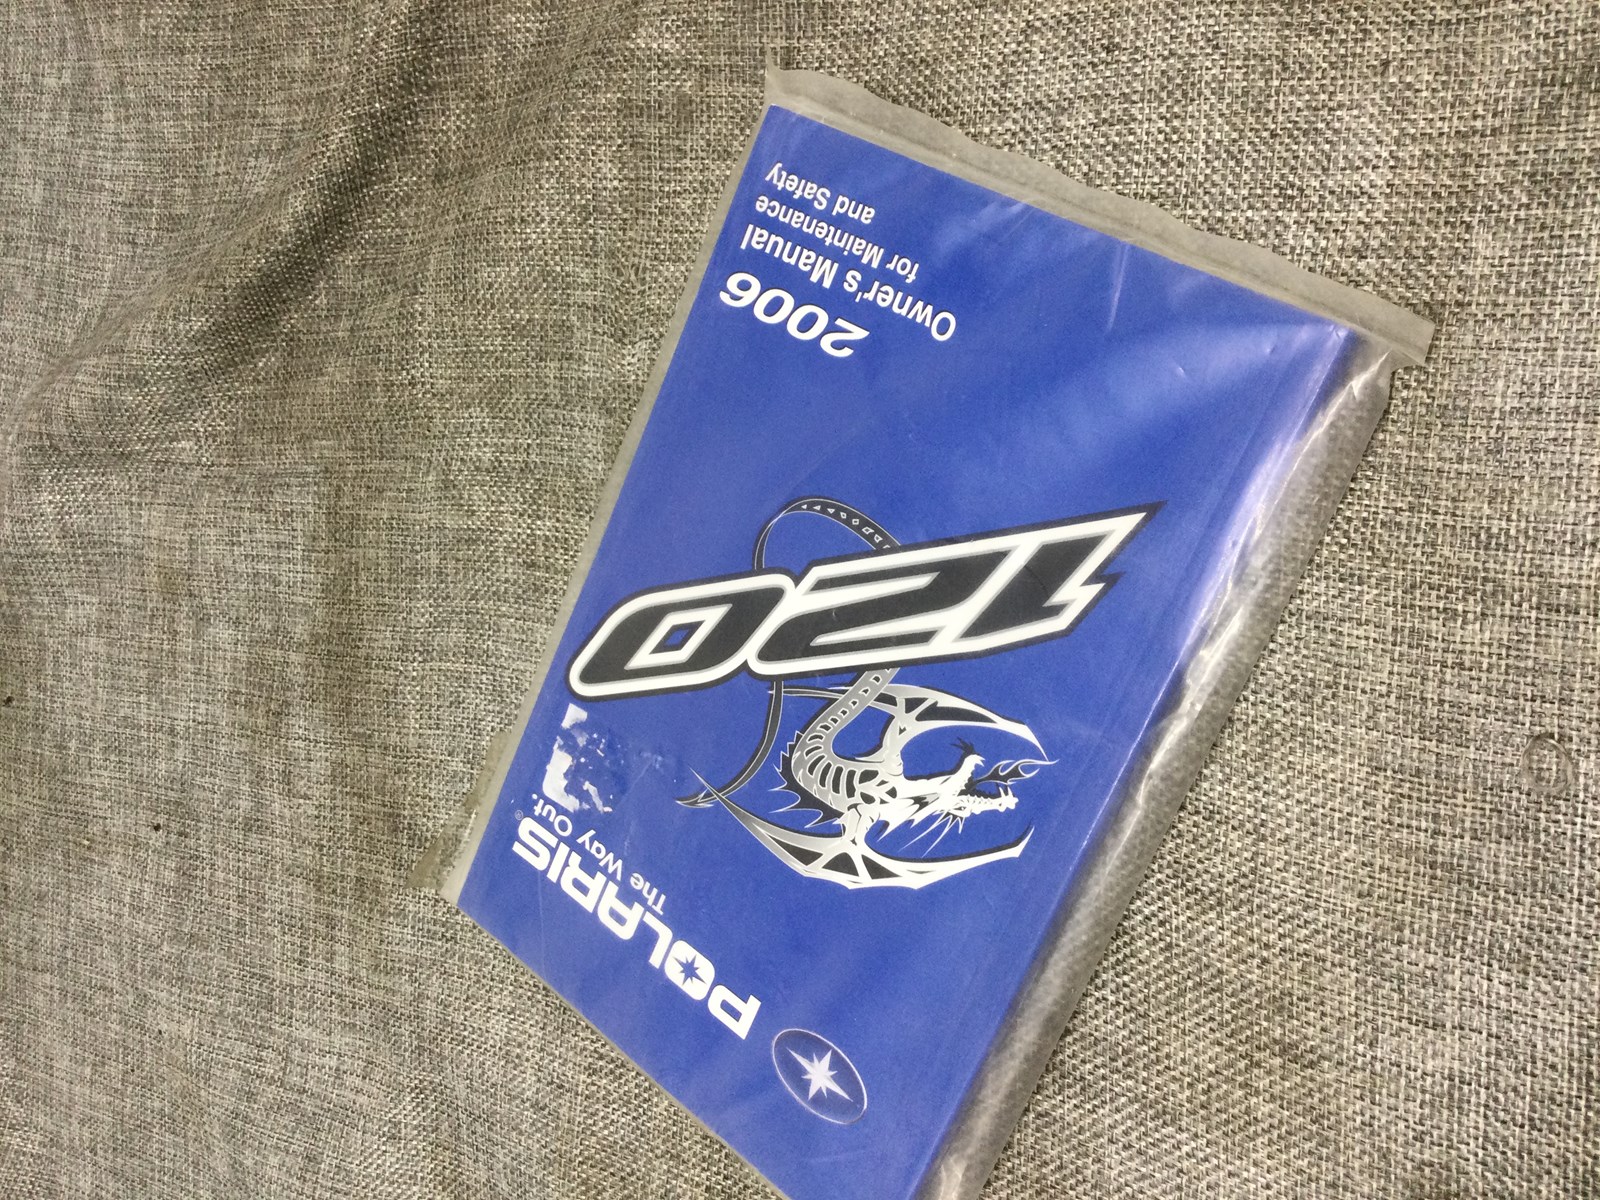 POLARIS®
The Way Out.
120
2006
Owner's Manual
for Maintenance
and Safety